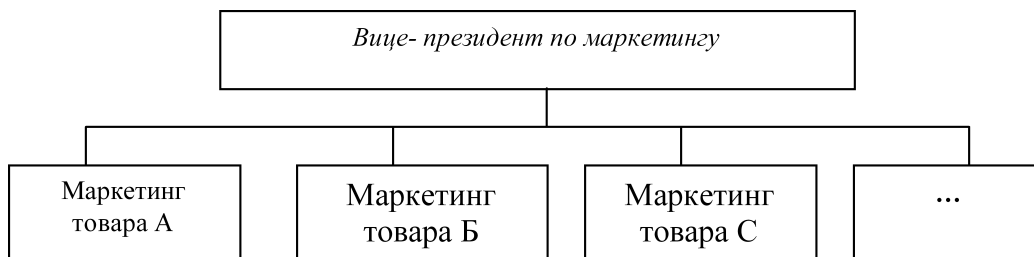 Вице- президент по маркетингу
Маркетинг
товара А
Маркетинг
товара Б
Маркетинг
товара С
...